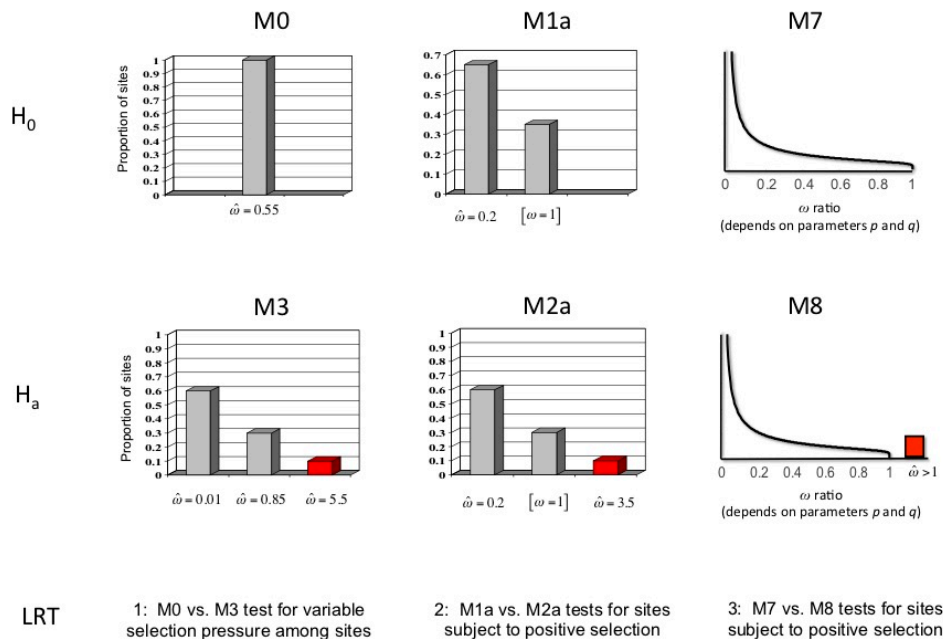 M0
M1a
M7
H0
Proportion of sites
1
0.9
0.8
0.7
0.6
0.5
0.4
0.3
0.2
0.1
0
ω̂ = 0.55
0.7
0.6
0.5
0.4
0.3
0.2
0.1
0
ω̂ = 0.2 [ω=1]
0 0.2 0.4 0.6 0.8 1
ω ratio
(depends on parameters p and q)
M3
M2a
M8
Ha
Proportion of sites
1
0.9
0.8
0.7
0.6
0.5
0.4
0.3
0.2
0.1
0
ω̂ = 0.01 ω̂ = 0.85 ω̂ = 5.5
1
0.9
0.8
0.7
0.6
0.5
0.4
0.3
0.2
0.1
0
ω̂ = 0.2 [ω=1] ω̂ = 3.5
0 0.2 0.4 0.6 0.8 1 ω̂ >1
ω ratio
(depends on parameters p and q)
LRT
1: M0 vs. M3 test for variable
selection pressure among sites
2: M1a vs. M2a tests for sites
subject to positive selection
3: M7 vs. M8 tests for sites
subject to positive selection